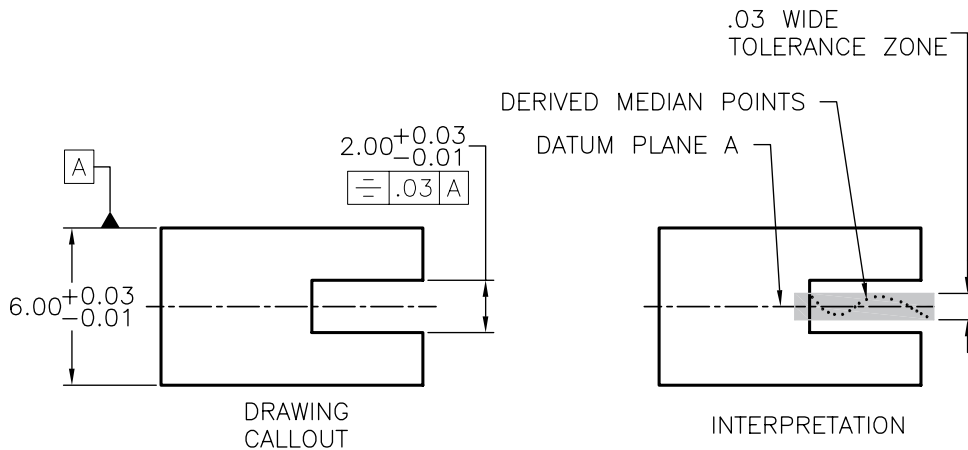 .03 WIDE
TOLERANCE ZONE
DERIVED MEDIAN POINTS
DATUM PLANE A
A
2.00 +0.03
-0.01
⌯ .03 A
6.00 +0.03
-0.01
DRAWING
CALLOUT
INTERPRETATION